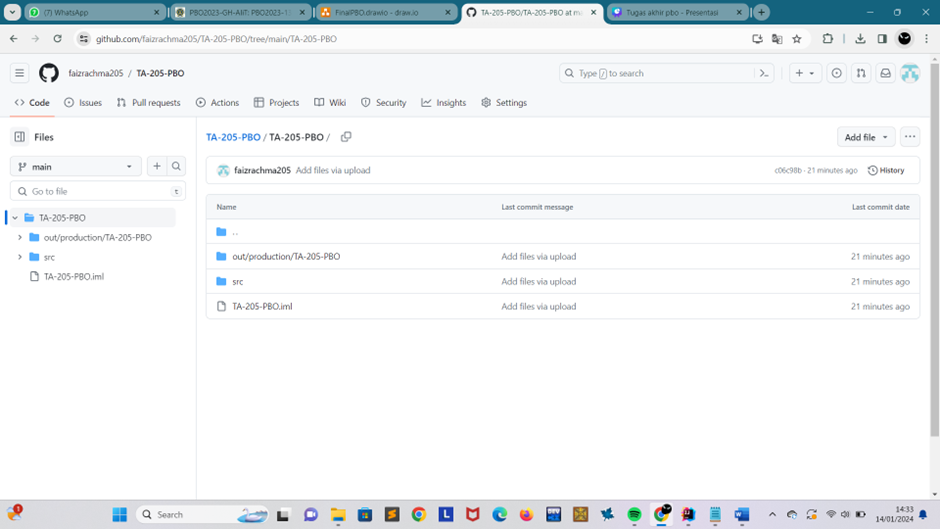 (7) WhatsApp
PBO2023-GH-AIIT: PBO2023-1
FinalPBO.drawio - draw.io
TA-205-PBO/TA-205-PBO at m
Tugas akhir pbo - Presentasi
github.com/faizrachma205/TA-205-PBO/tree/main/TA-205-PBO
faizrachma205 / TA-205-PBO
Type / to search
Code
Issues
Pull requests
Actions
Projects
Wiki
Security
Insights
Settings
Files
main
Go to file
t
TA-205-PBO
out/production/TA-205-PBO
src
TA-205-PBO.iml
TA-205-PBO / TA-205-PBO /
Add file
faizrachma205 Add files via upload
c06c98b · 21 minutes ago
History
Name Last commit message Last commit date
..
out/production/TA-205-PBO Add files via upload 21 minutes ago
src Add files via upload 21 minutes ago
TA-205-PBO.iml Add files via upload 21 minutes ago
1
Search
L
14:33
14/01/2024